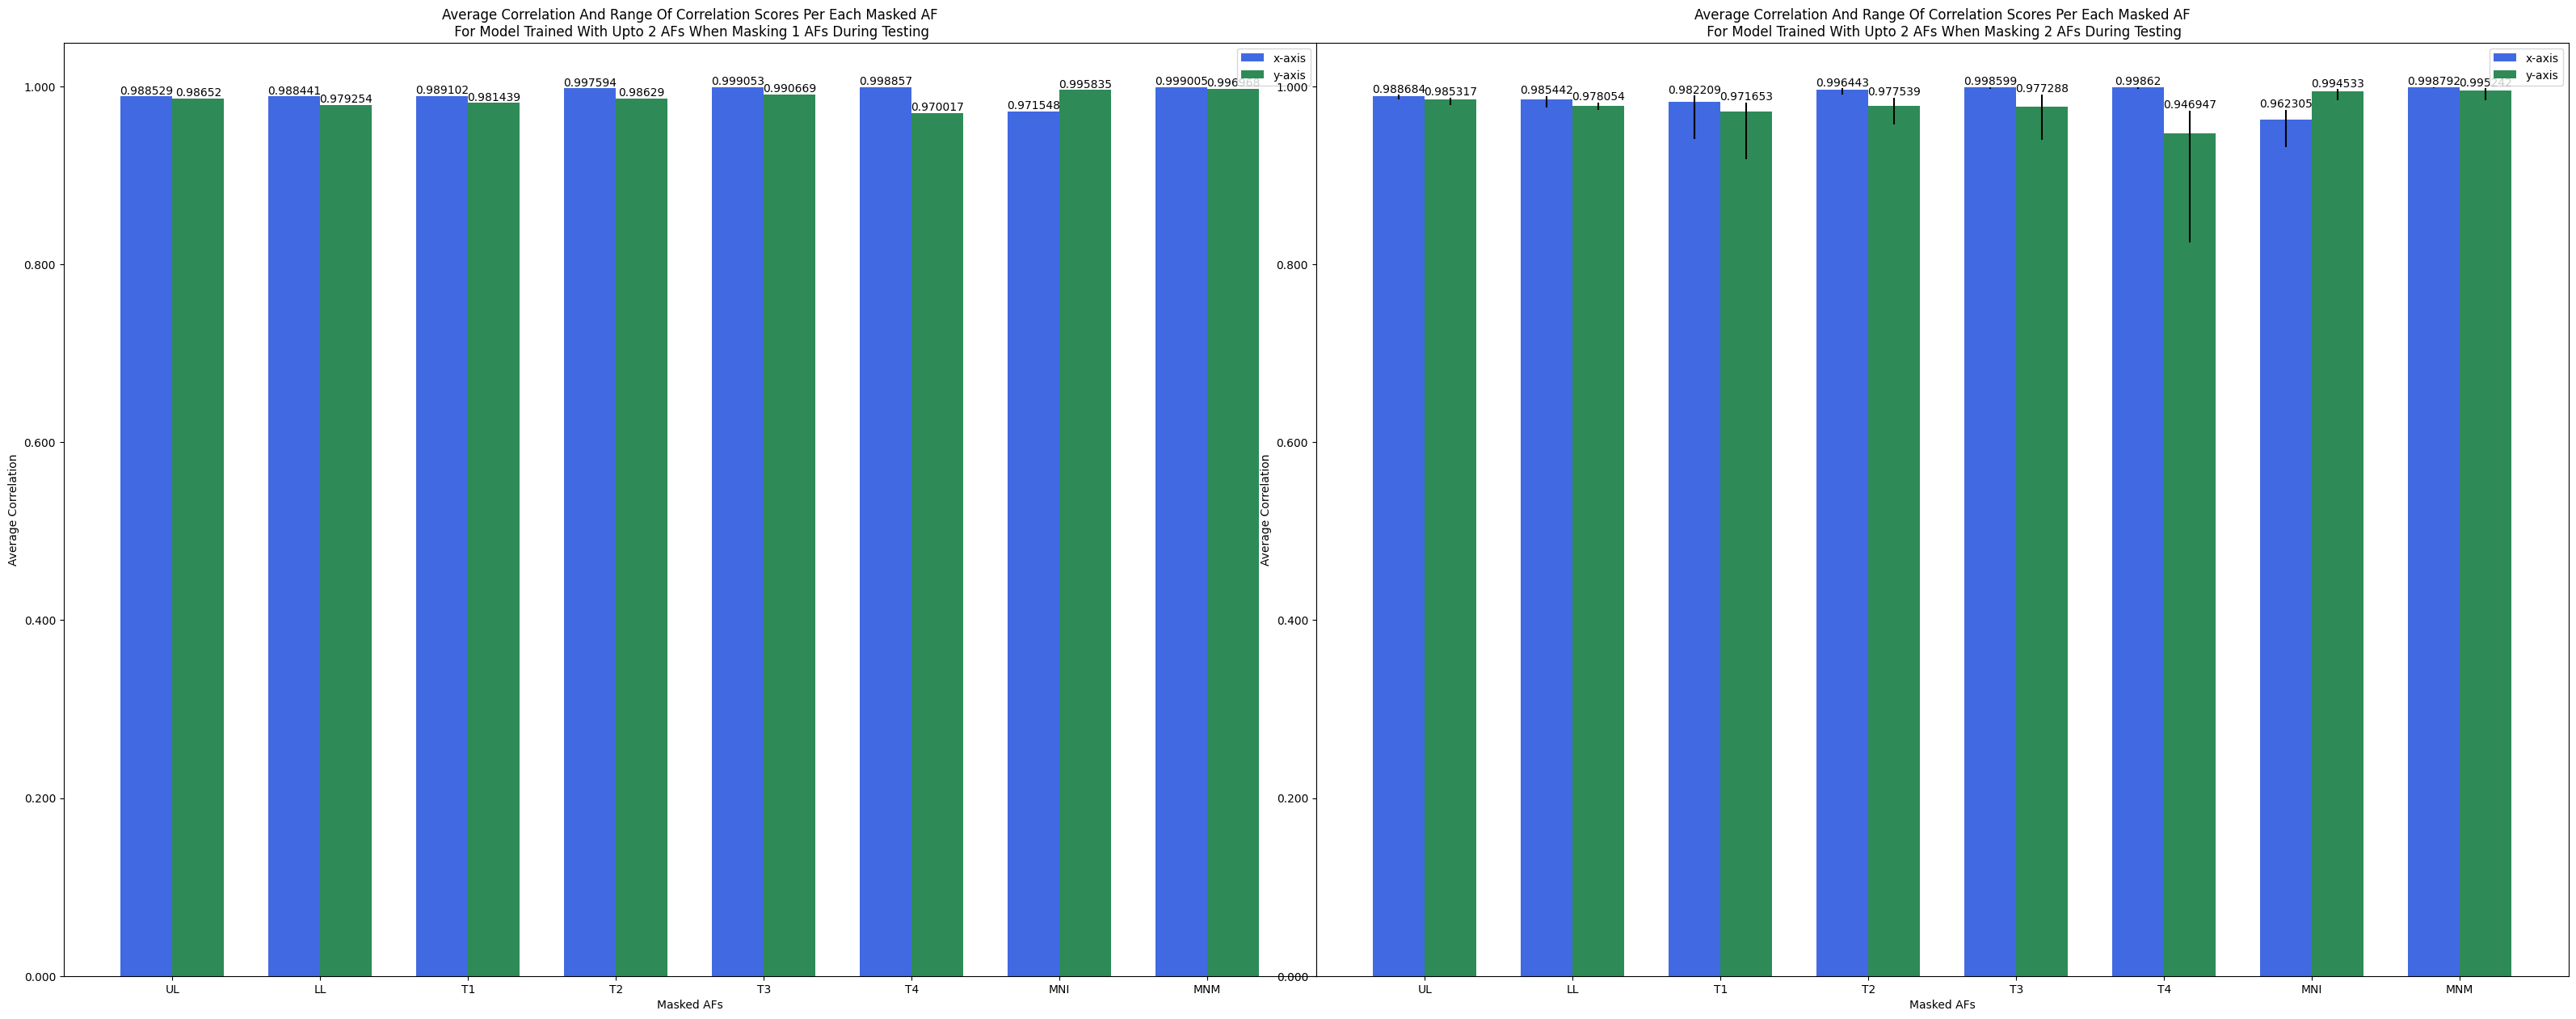 Average Correlation And Range Of Correlation Scores Per Each Masked AF
For Model Trained With Upto 2 AFs When Masking 1 AFs During Testing
x-axis
y-axis
1.000
0.800
0.600
0.400
0.200
0.000
Average Correlation
0.988529
0.98652
0.988441
0.979254
0.989102
0.981439
0.997594
0.98629
0.999053
0.990669
0.998857
0.970017
0.971548
0.995835
0.999005
UL
LL
T1
T2
T3
T4
MNI
MNM
Masked AFs
Average Correlation And Range Of Correlation Scores Per Each Masked AF
For Model Trained With Upto 2 AFs When Masking 2 AFs During Testing
x-axis
y-axis
1.000
0.800
0.600
0.400
0.200
0.000
Average Correlation
0.988684
0.985317
0.985442
0.978054
0.982209
0.971653
0.996443
0.977539
0.998599
0.977288
0.99862
0.946947
0.962305
0.994533
0.998792
UL
LL
T1
T2
T3
T4
MNI
MNM
Masked AFs